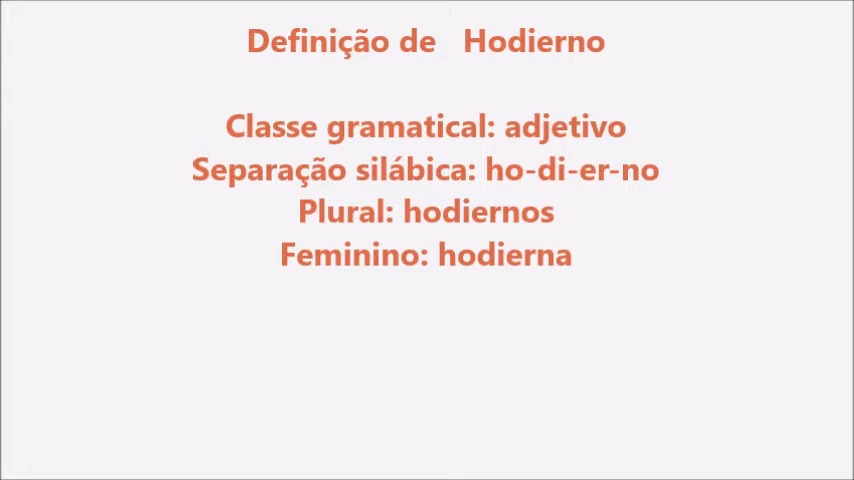 Definição de Hodierno
Classe gramatical: adjetivo
Separação silábica: ho-di-er-no
Plural: hodiernos
Feminino: hodierna